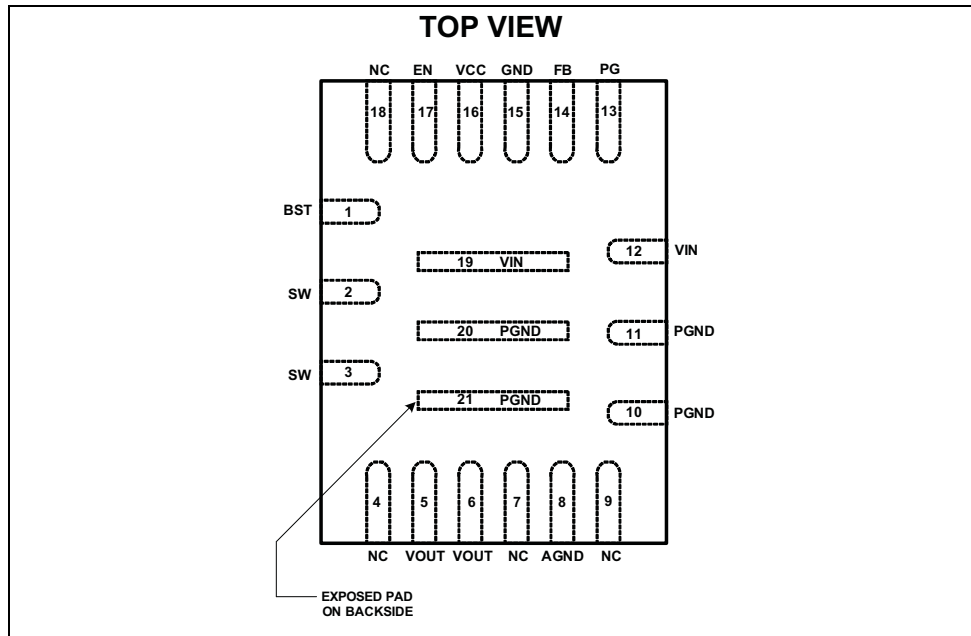 TOP VIEW
NC EN VCC GND FB PG
18 17 16 15 14 13
BST 1
12 VIN
19 VIN
SW 2
20 PGND
11 PGND
SW 3
21 PGND
10 PGND
4 5 6 7 8 9
NC VOUT VOUT NC AGND NC
EXPOSED PAD
ON BACKSIDE